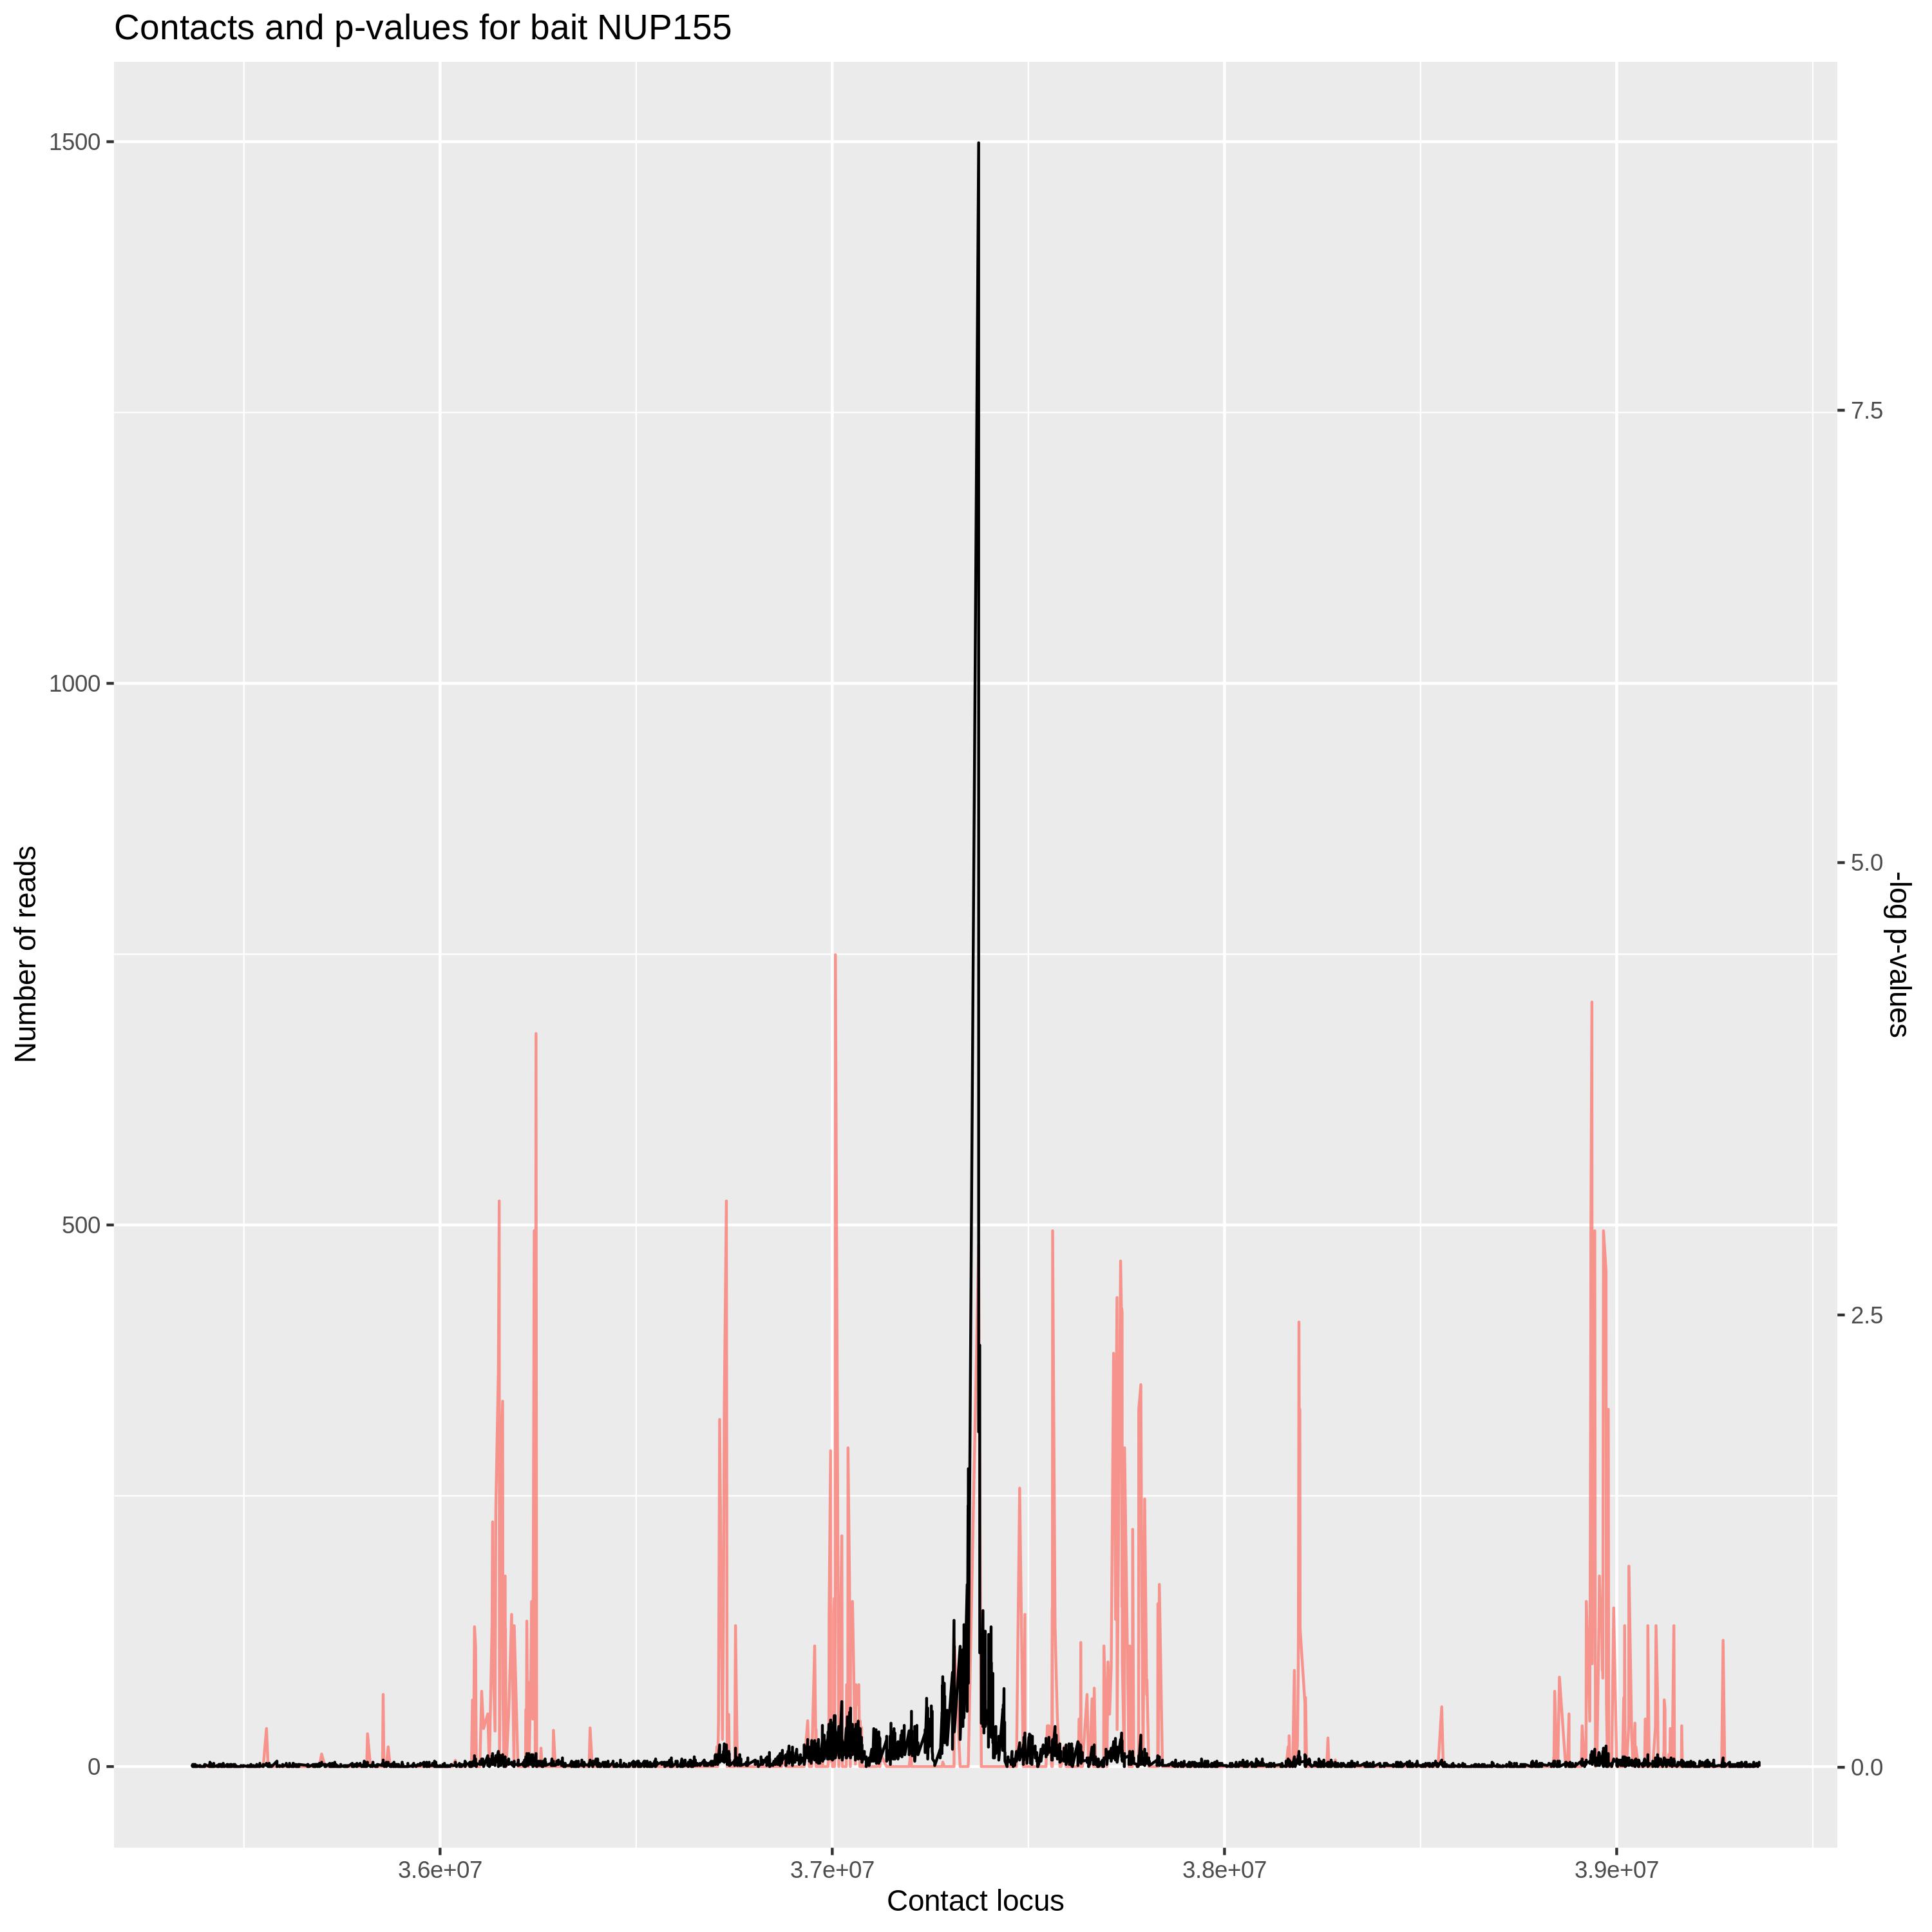 Contacts and p-values for bait NUP155
1500
1000
500
0
Number of reads
7.5
5.0
2.5
0.0
-log p-values
3.6e+07 3.7e+07 3.8e+07 3.9e+07
Contact locus